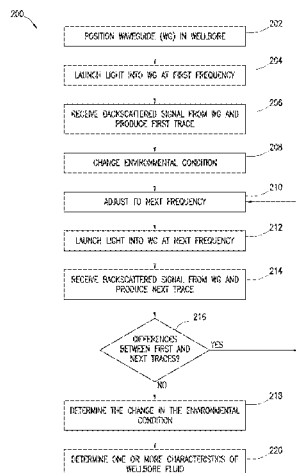 200
POSITION WAVEGUIDE (WG) IN WELLBORE
202
LAUNCH LIGHT INTO WG AT FIRST FREQUENCY
204
RECEIVE BACKSCATTERED SIGNAL FROM WG AND
PRODUCE FIRST TRACE
206
CHANGE ENVIRONMENTAL CONDITION
208
ADJUST TO NEXT FREQUENCY
210
LAUNCH LIGHT INTO WG AT NEXT FREQUENCY
212
RECEIVE BACKSCATTERED SIGNAL FROM WG AND
PRODUCE NEXT TRACE
214
DIFFERENCES
BETWEEN FIRST AND
NEXT TRACES?
216
YES
NO
DETERMINE THE CHANGE IN THE ENVIRONMENTAL
CONDITION
218
DETERMINE ONE OR MORE CHARACTERISTICS OF
WELLBORE FLUID
220